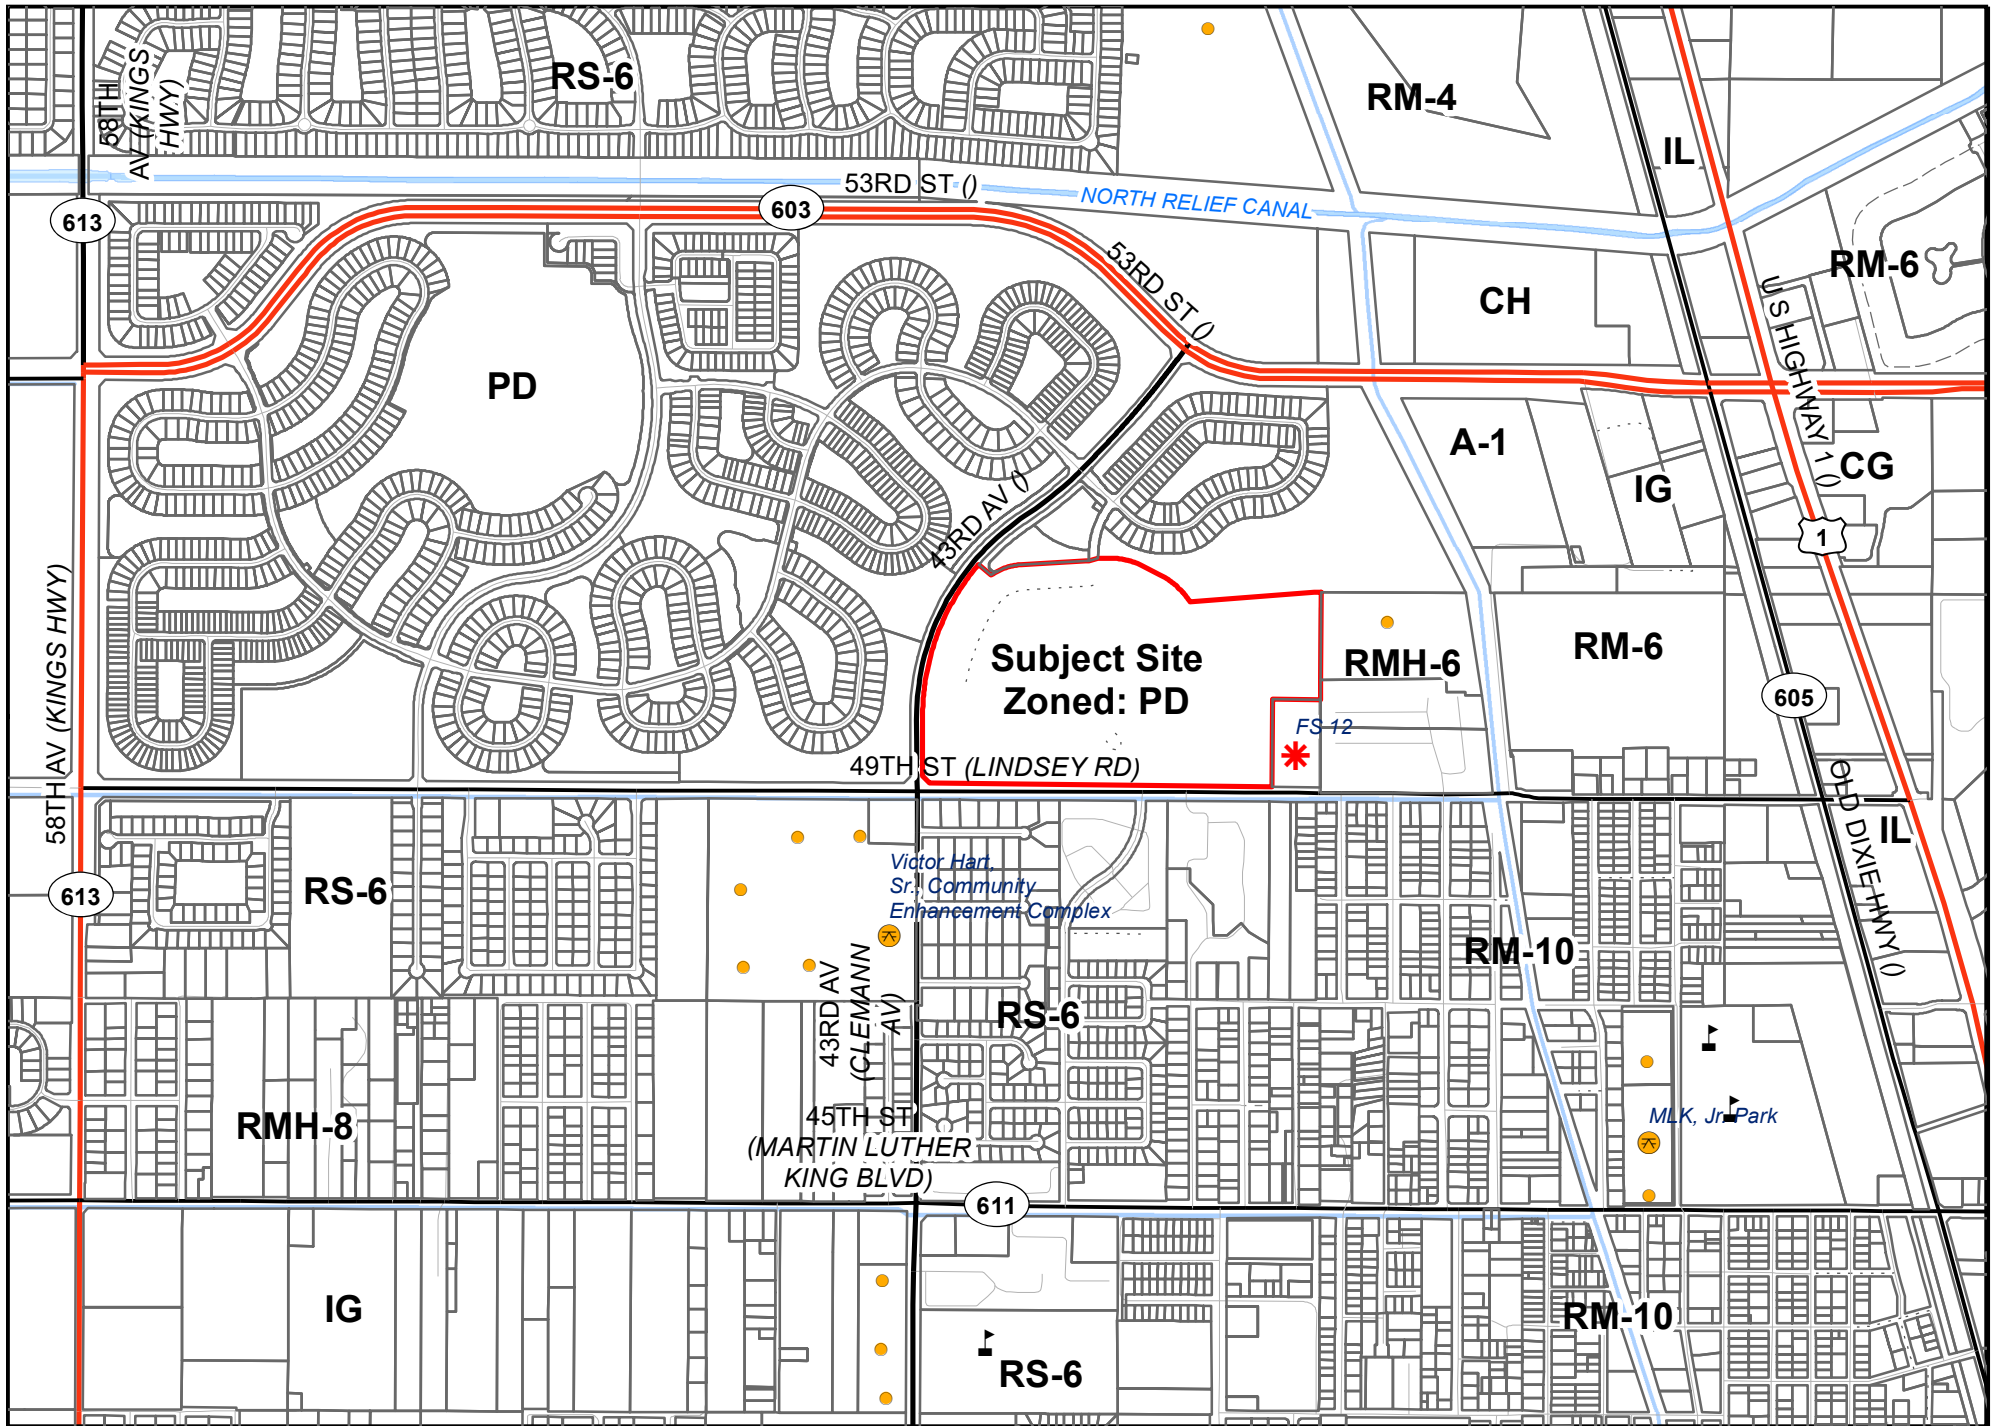 RS-6
58TH
AV (KINGS
HWY)
RM-4
IL
53RD ST ()
NORTH RELIEF CANAL
613
603
53RD ST ()
CH
RM-6
U S HIGHWAY 1 ()
PD
A-1
CG
IG
43RD AV ()
1
58TH AV (KINGS HWY)
Subject Site
Zoned: PD
RMH-6
RM-6
605
FS 12
49TH ST (LINDSEY RD)
OLD DIXIE HWY ()
IL
613
RS-6
Victor Hart,
Sr., Community
Enhancement Complex
43RD AV
(CLEMANN
AV)
RM-10
RS-6
RMH-8
45TH ST
(MARTIN LUTHER
KING BLVD)
MLK, Jr. Park
611
IG
RM-10
RS-6